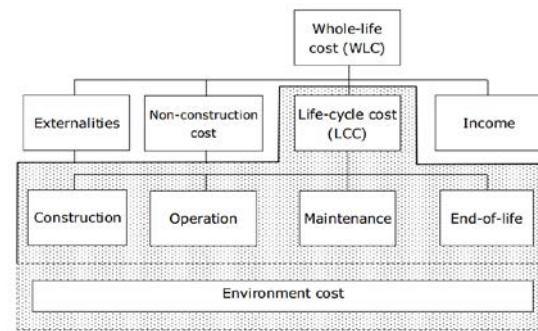 Whole-life
cost (WLC)
Externalities
Non-construction
cost
Life-cycle cost
(LCC)
Income
Construction
Operation
Maintenance
End-of-life
Environment cost